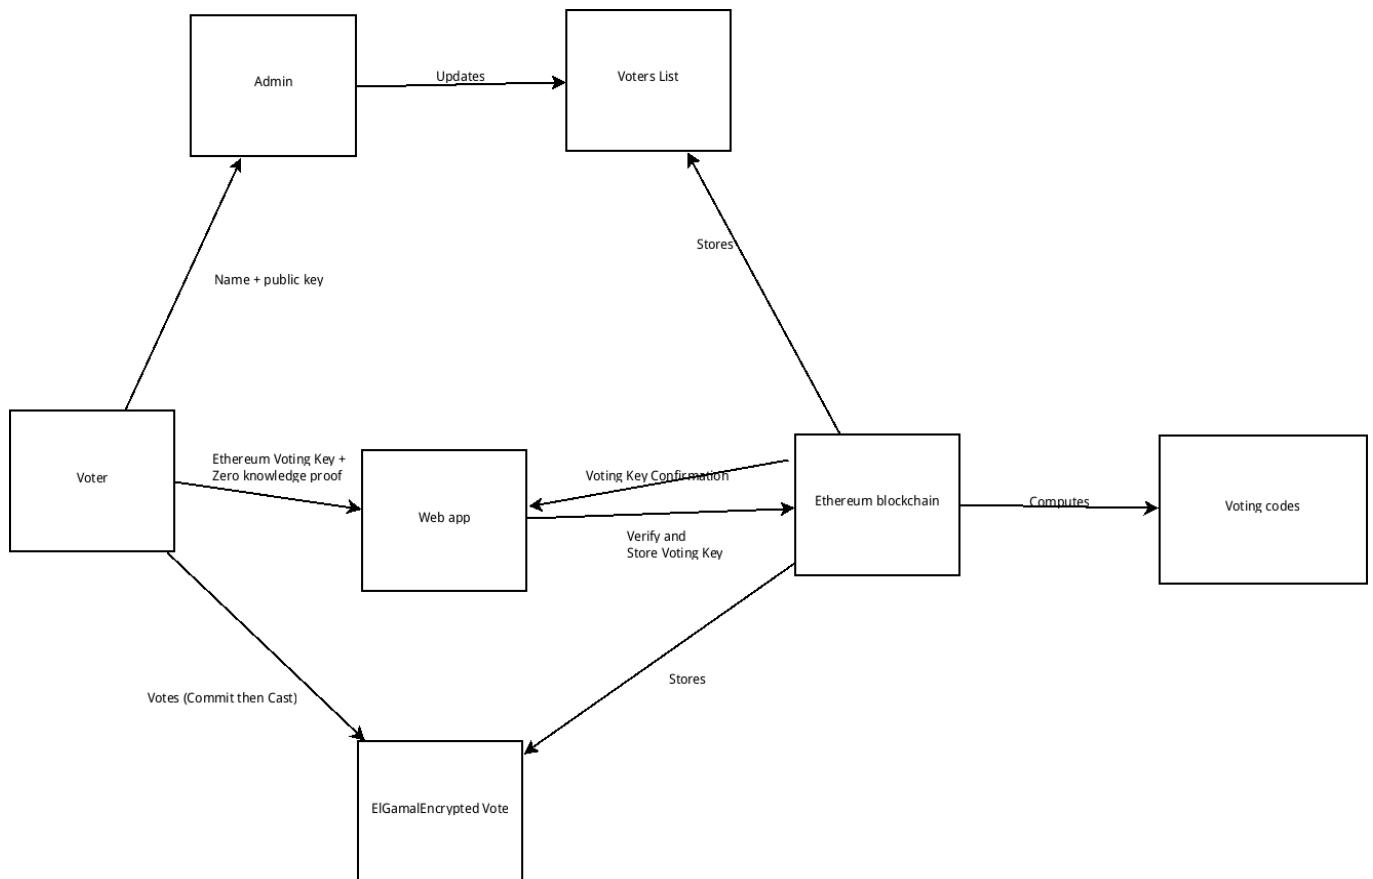 Admin
Updates
Voters List
Stores
Name + public key
Voter
Ethereum Voting Key +
Zero knowledge proof
Web app
Voting Key Confirmation
Verify and
Store Voting Key
Ethereum blockchain
Computes
Voting codes
Votes (Commit then Cast)
Stores
ElGamalEncrypted Vote